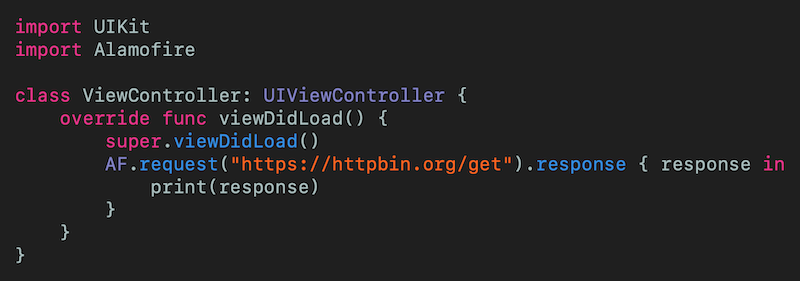 import UIKit
import Alamofire
class ViewController: UIViewController {
    override func viewDidLoad() {
        super.viewDidLoad()
        AF.request("https://httpbin.org/get").response { response in
            print(response)
        }
    }
}